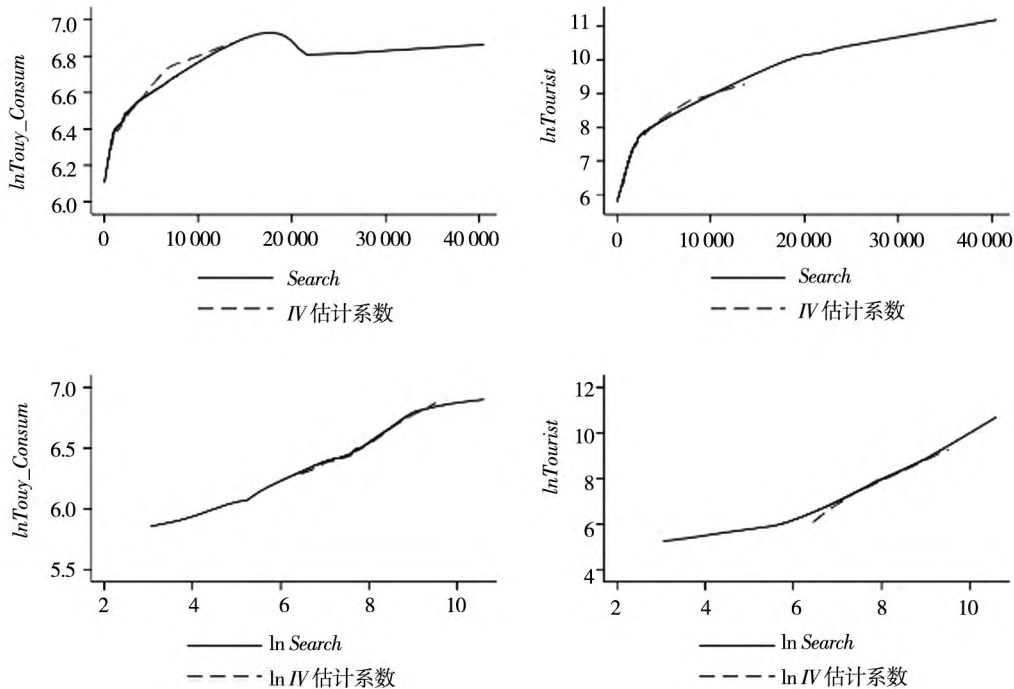 lnTouy_Consum
7.0
6.8
6.6
6.4
6.2
6.0
0 10 000 20 000 30 000 40 000
Search
IV 估计系数
lnTourist
11
10
9
8
7
6
0 10 000 20 000 30 000 40 000
Search
IV 估计系数
lnTouy_Consum
7.0
6.5
6.0
5.5
2 4 6 8 10
ln Search
ln IV 估计系数
lnTourist
12
10
8
6
4
2 4 6 8 10
ln Search
ln IV 估计系数